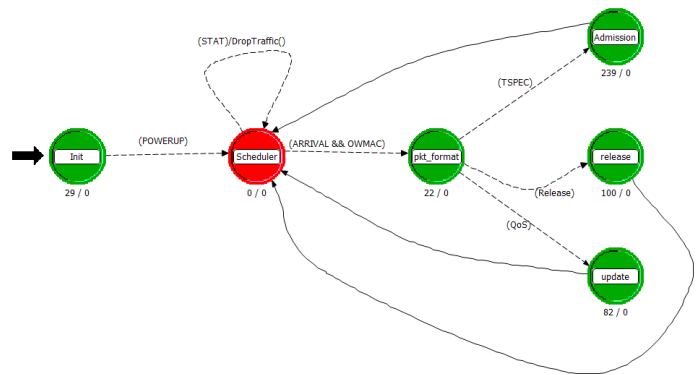 (STAT)/DropTraffic()
Admission
239 / 0
(TSPEC)
(POWERUP)
(ARRIVAL && OWMAC)
Init
Scheduler
pkt_format
release
29 / 0
0 / 0
22 / 0
(Release)
100 / 0
(QoS)
update
82 / 0